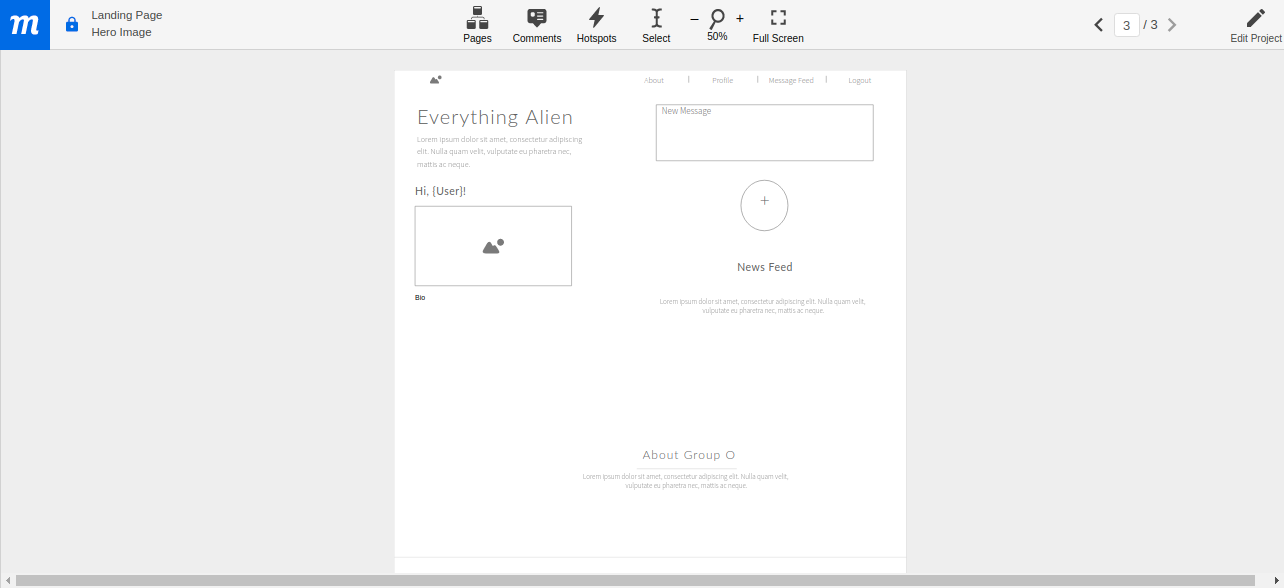 m
Landing Page
Hero Image
Pages
Comments
Hotspots
Select
– 50% +
Full Screen
3 / 3
Edit Project
About | Profile | Message Feed | Logout
Everything Alien
Lorem ipsum dolor sit amet, consectetur adipiscing
elit. Nulla quam velit, vulputate eu pharetra nec,
mattis ac neque.
New Message
Hi, {User}!
+
Bio
News Feed
Lorem ipsum dolor sit amet, consectetur adipiscing elit. Nulla quam velit,
vulputate eu pharetra nec, mattis ac neque.
About Group O
Lorem ipsum dolor sit amet, consectetur adipiscing elit. Nulla quam velit,
vulputate eu pharetra nec, mattis ac neque.